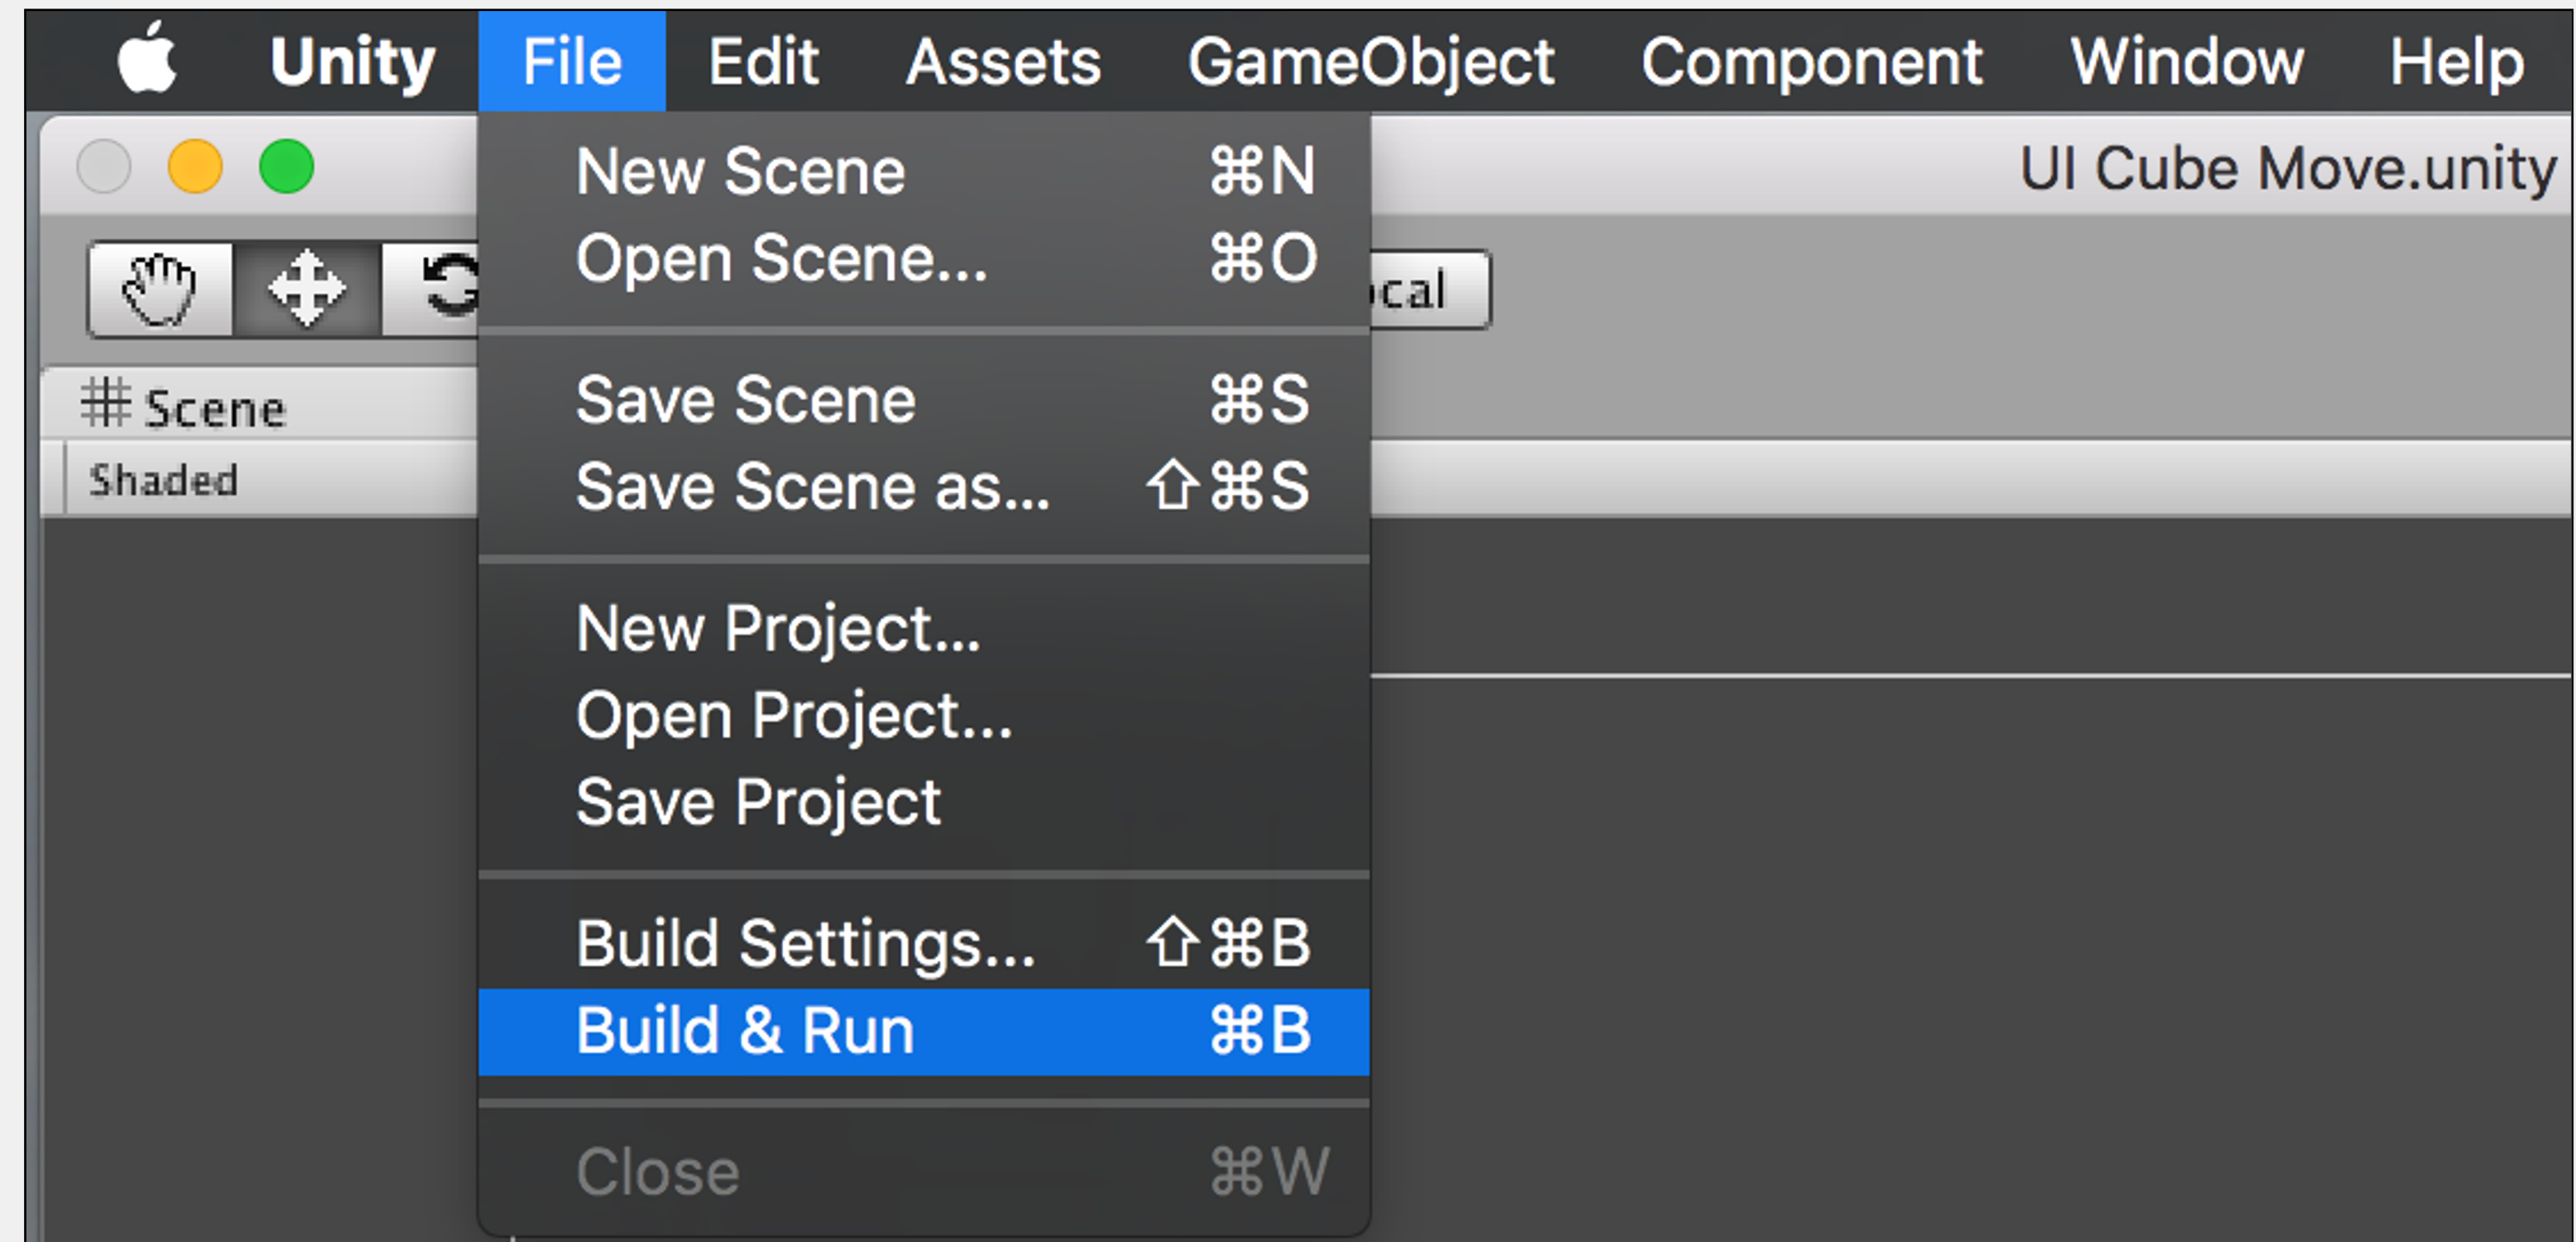 Unity File Edit Assets GameObject Component Window Help
UI Cube Move.unity
New Scene ⌘N
Open Scene... ⌘O
Save Scene ⌘S
Save Scene as... ⇧⌘S
New Project...
Open Project...
Save Project
Build Settings... ⇧⌘B
Build & Run ⌘B
Close ⌘W
Scene
Shaded